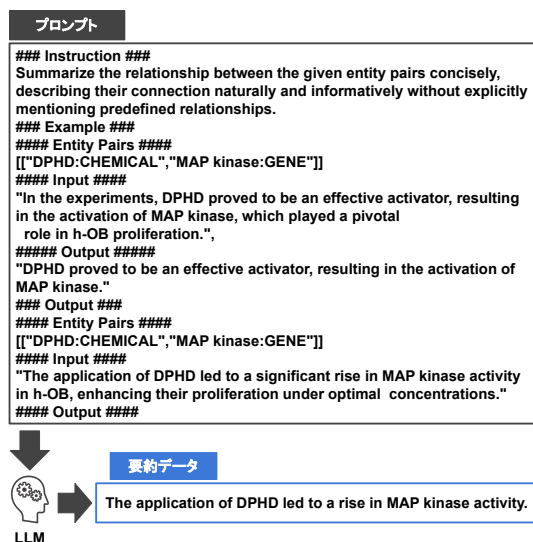 プロンプト
### Instruction ###
Summarize the relationship between the given entity pairs concisely,
describing their connection naturally and informatively without explicitly
mentioning predefined relationships.
### Example ###
#### Entity Pairs ####
[["DPHD:CHEMICAL","MAP kinase:GENE"]]
#### Input ####
"In the experiments, DPHD proved to be an effective activator, resulting
in the activation of MAP kinase, which played a pivotal
role in h-OB proliferation.",
##### Output #####
"DPHD proved to be an effective activator, resulting in the activation of
MAP kinase."
### Output ###
#### Entity Pairs ####
[["DPHD:CHEMICAL","MAP kinase:GENE"]]
#### Input ####
"The application of DPHD led to a significant rise in MAP kinase activity
in h-OB, enhancing their proliferation under optimal concentrations."
#### Output ####
要約データ
The application of DPHD led to a rise in MAP kinase activity.
LLM